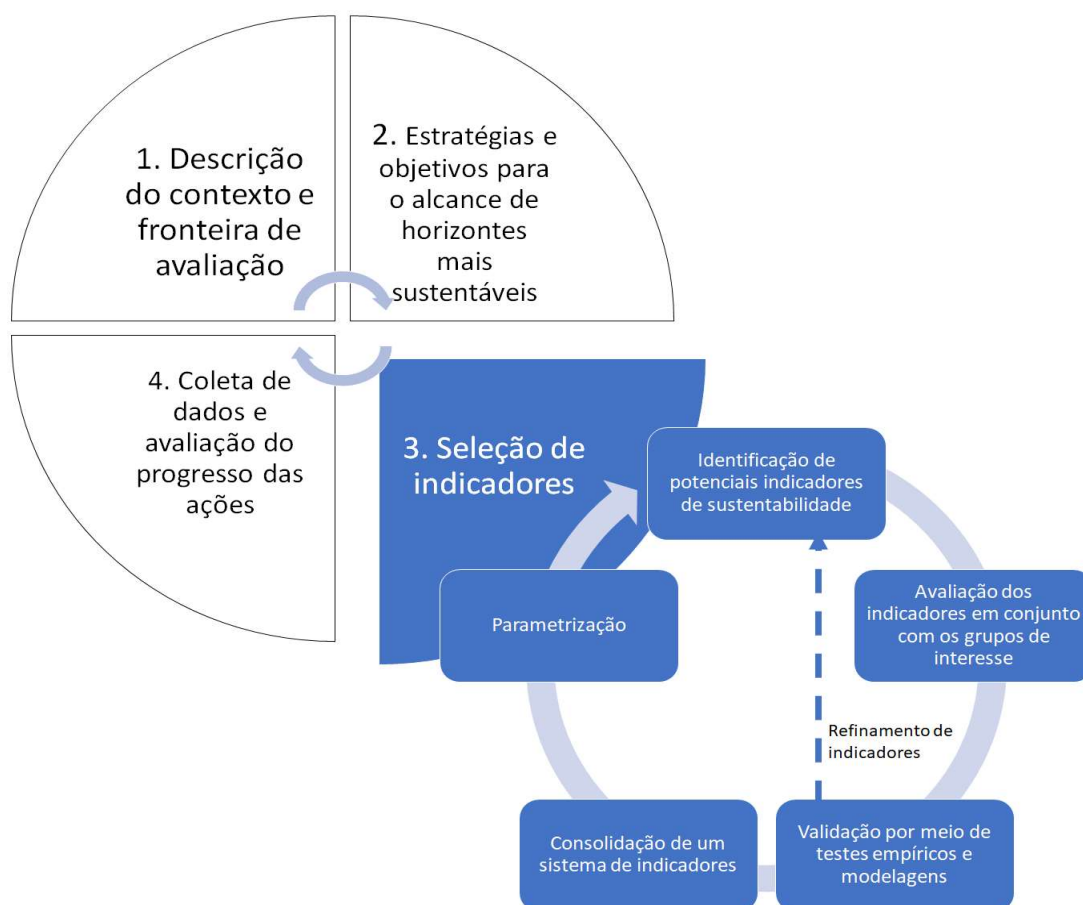 1. Descrição
do contexto e
fronteira de
avaliação
2. Estratégias e
objetivos para
o alcance de
horizontes
mais
sustentáveis
3. Seleção de
indicadores
4. Coleta de
dados e
avaliação do
progresso das
ações
Identificação de
potenciais indicadores
de sustentabilidade
Avaliação dos
indicadores em conjunto
com os grupos de
interesse
Validação por meio de
testes empíricos e
modelagens
Consolidação de um
sistema de indicadores
Parametrização
Refinamento de
indicadores